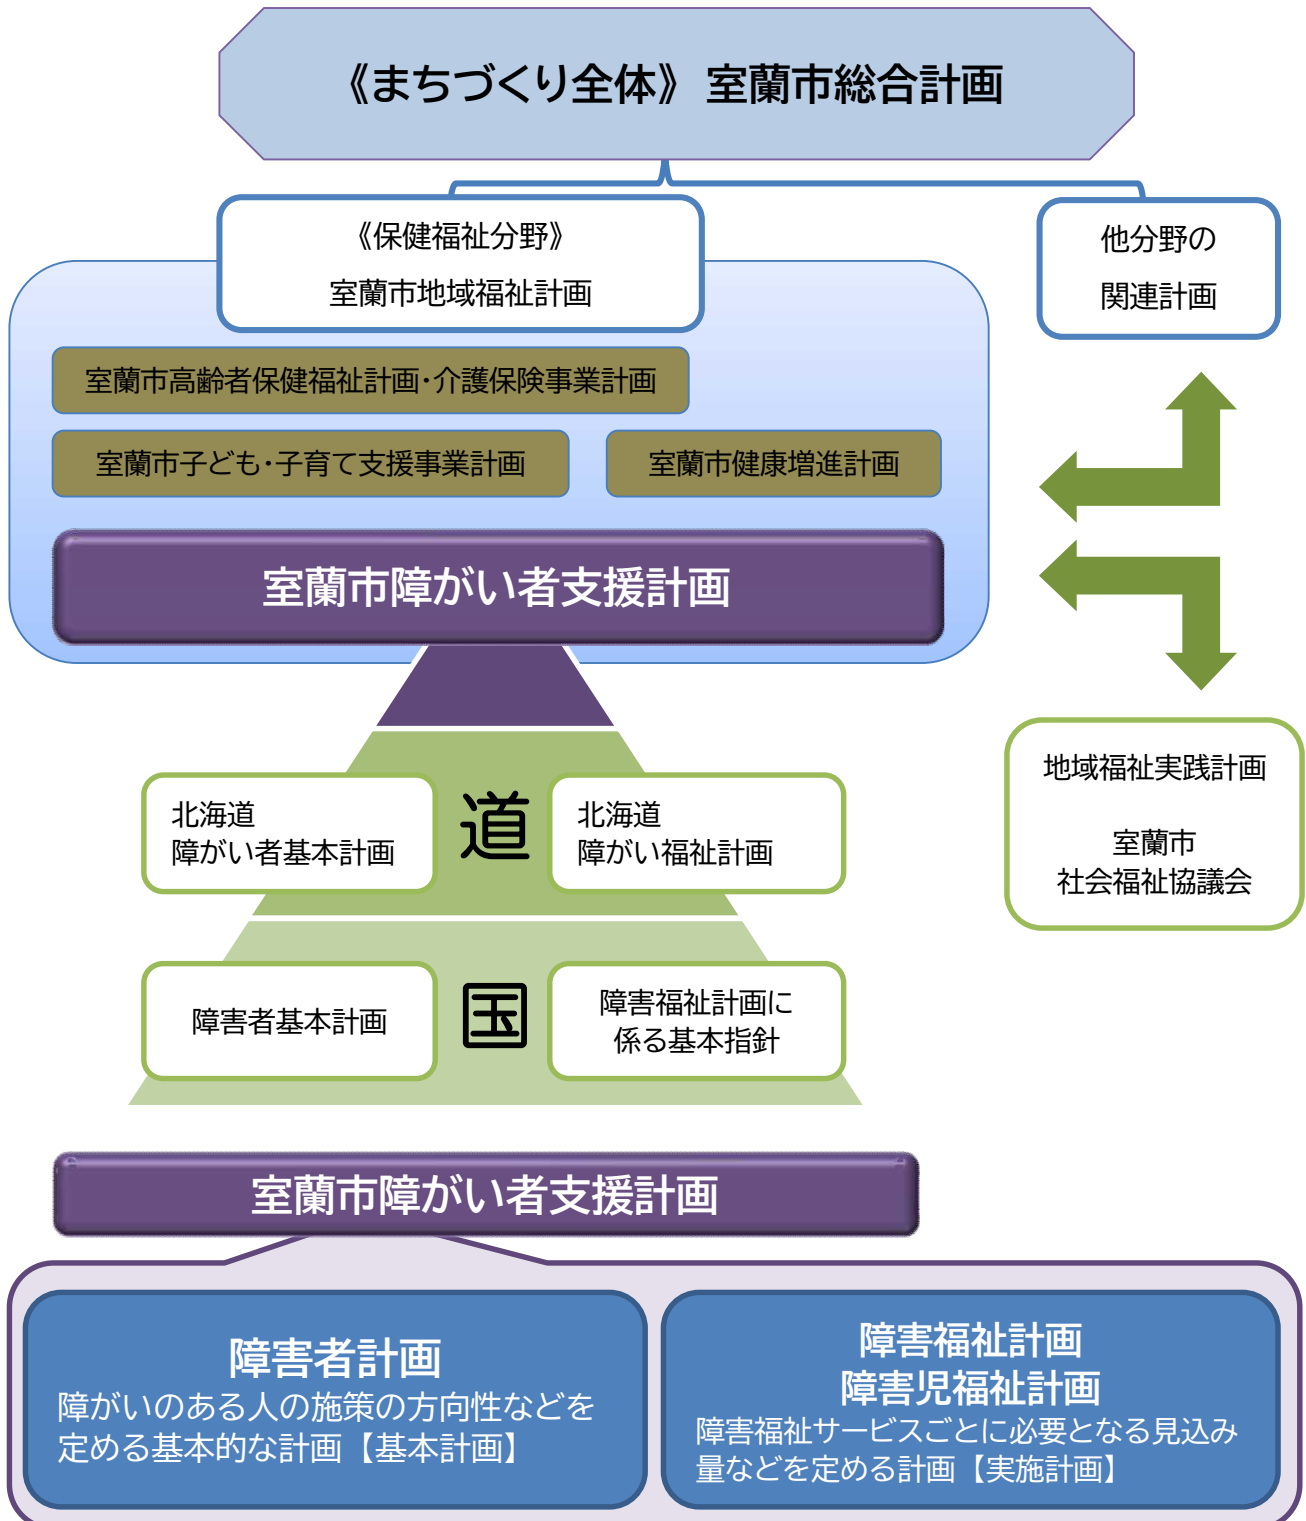 《まちづくり全体》 室蘭市総合計画
《保健福祉分野》
室蘭市地域福祉計画
他分野の
関連計画
室蘭市高齢者保健福祉計画・介護保険事業計画
室蘭市子ども・子育て支援事業計画
室蘭市健康増進計画
室蘭市障がい者支援計画
北海道
障がい者基本計画
道
北海道
障がい福祉計画
地域福祉実践計画
室蘭市
社会福祉協議会
障害者基本計画
国
障害福祉計画に
係る基本指針
室蘭市障がい者支援計画
障害者計画
障がいのある人の施策の方向性などを
定める基本的な計画【基本計画】
障害福祉計画
障害児福祉計画
障害福祉サービスごとに必要となる見込み
量などを定める計画【実施計画】